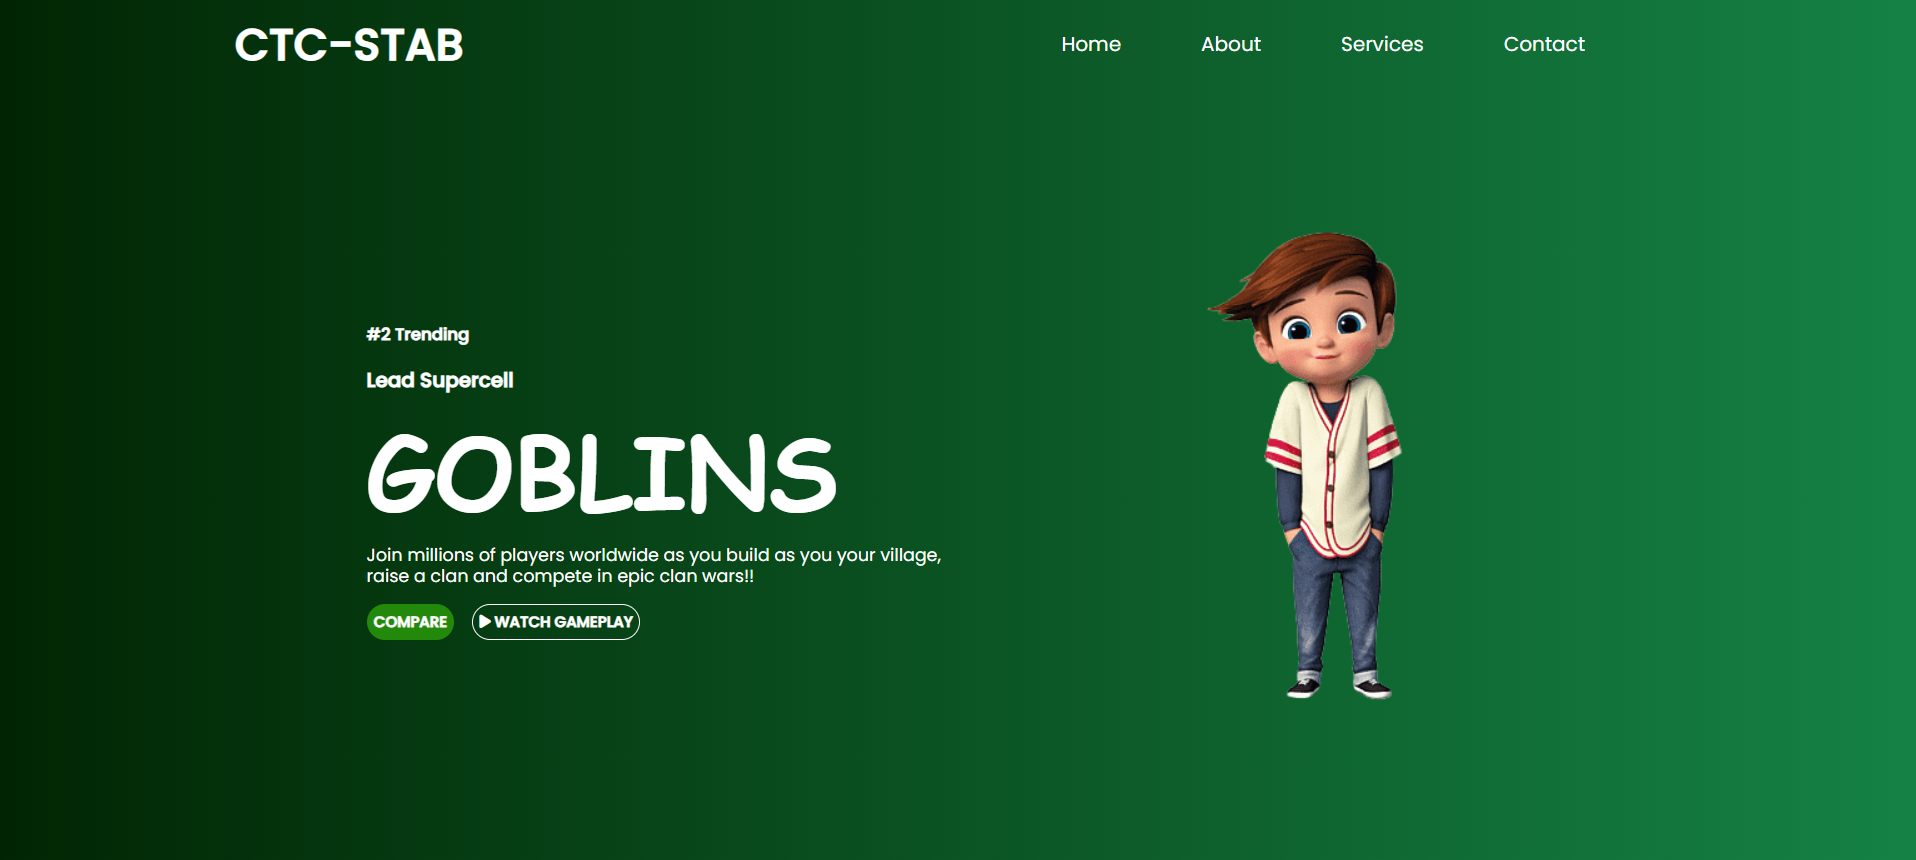 CTC-STAB
Home
About
Services
Contact
#2 Trending
Lead Supercell
GOBLINS
Join millions of players worldwide as you build as you your village,
raise a clan and compete in epic clan wars!!
COMPARE
WATCH GAMEPLAY